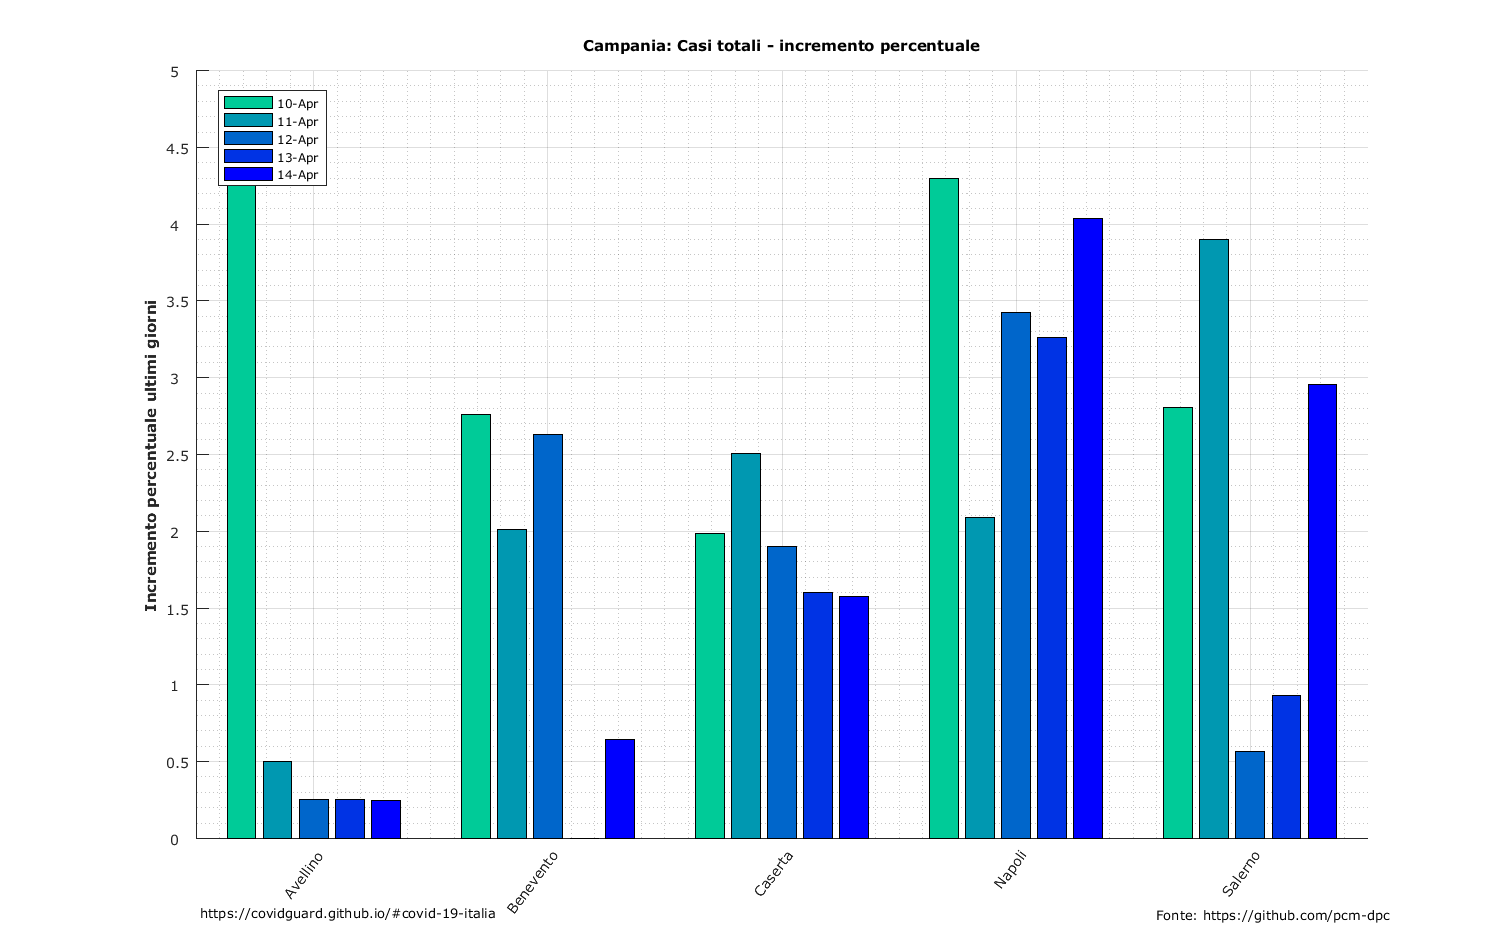 Campania: Casi totali - incremento percentuale
10-Apr
11-Apr
12-Apr
13-Apr
14-Apr
Incremento percentuale ultimi giorni
5
4.5
4
3.5
3
2.5
2
1.5
1
0.5
0
Avellino
Benevento
Caserta
Napoli
Salerno
https://covidguard.github.io/#covid-19-italia
Fonte: https://github.com/pcm-dpc